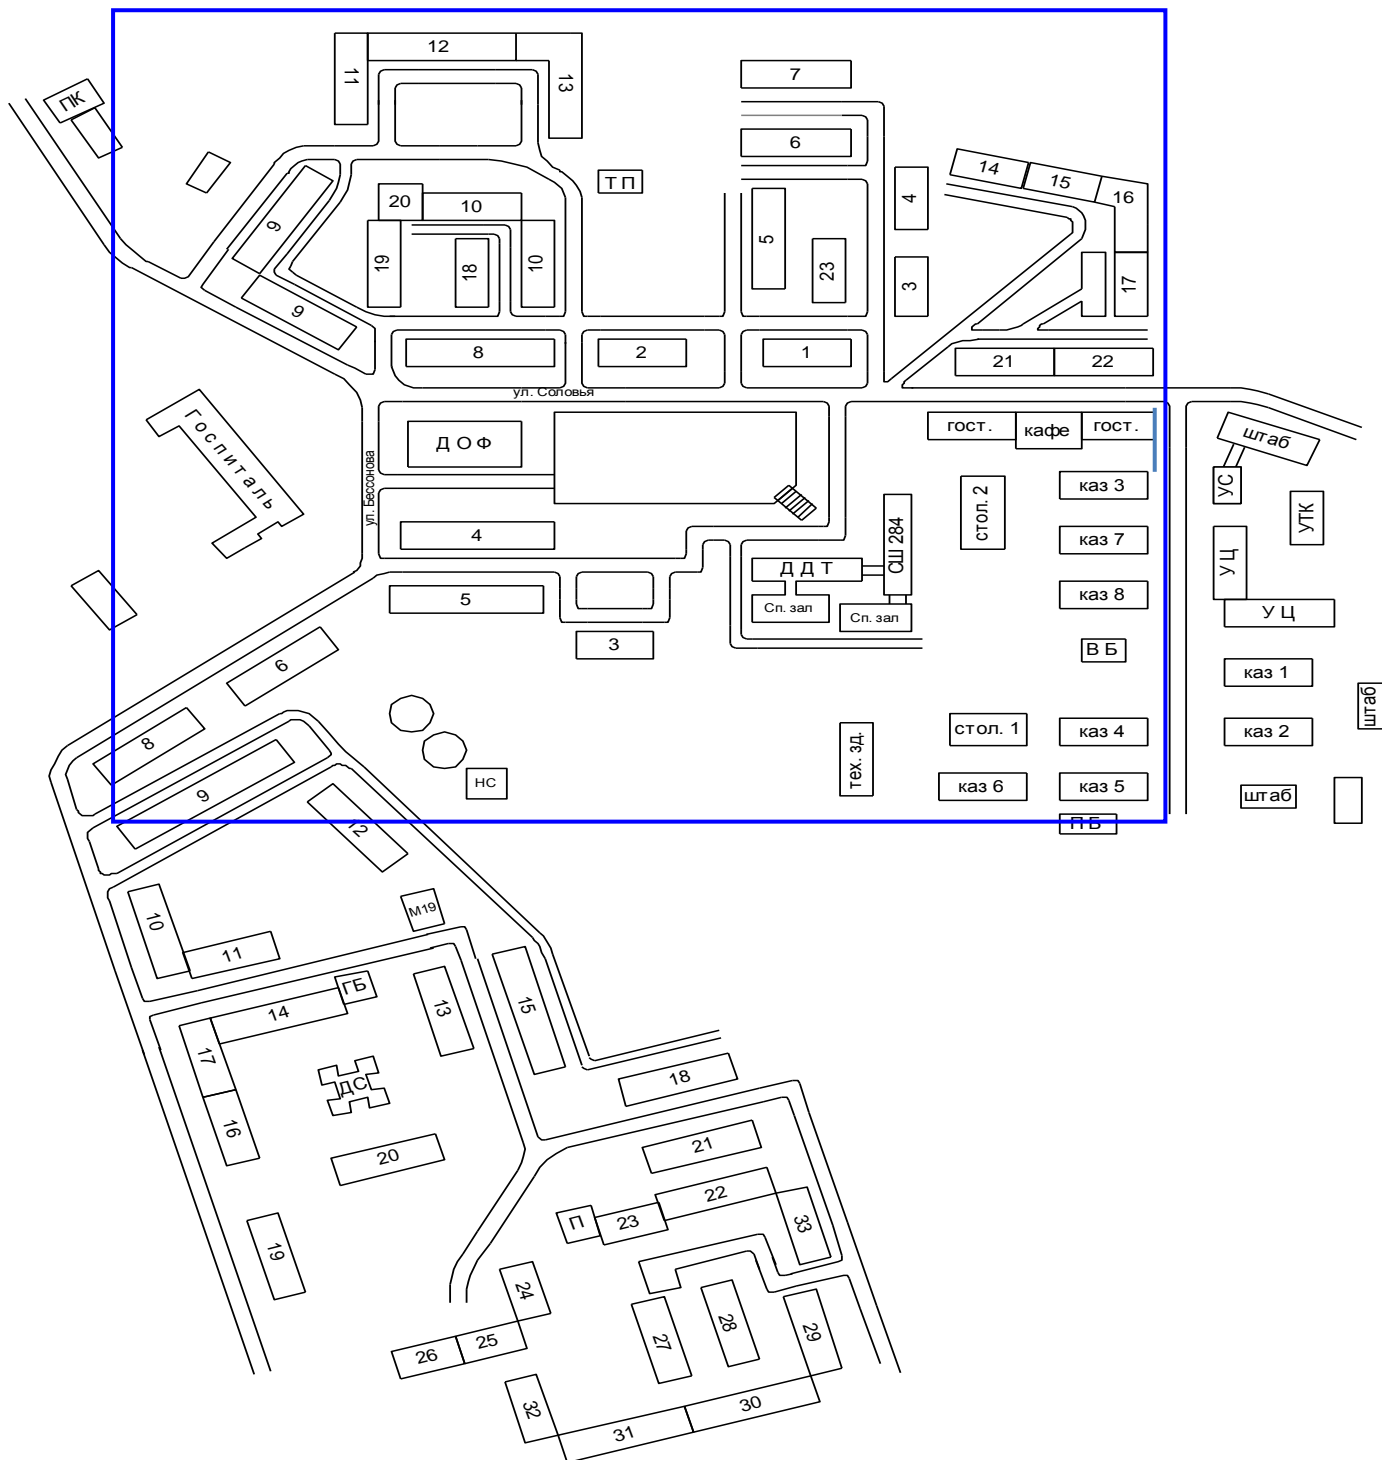 12
11
13
7
ПК
6
Т П
14
15
16
4
20
10
9
5
19
18
10
23
3
17
9
8
2
1
21
22
ул. Соловья
Д О Ф
гост.
кафе
гост.
штаб
Госпиталь
ул. Бессонова
каз 3
УС
стол. 2
УТК
4
СШ 284
каз 7
У Ц
Д Д Т
5
Сп. зал
Сп. зал
каз 8
У Ц
3
В Б
6
каз 1
штаб
8
стол. 1
каз 4
каз 2
тех. зд.
НС
каз 6
каз 5
штаб
9
12
П Б
10
М19
11
ГБ
14
13
15
17
ДС
18
16
20
21
22
П
23
33
19
24
27
28
29
26
25
32
30
31